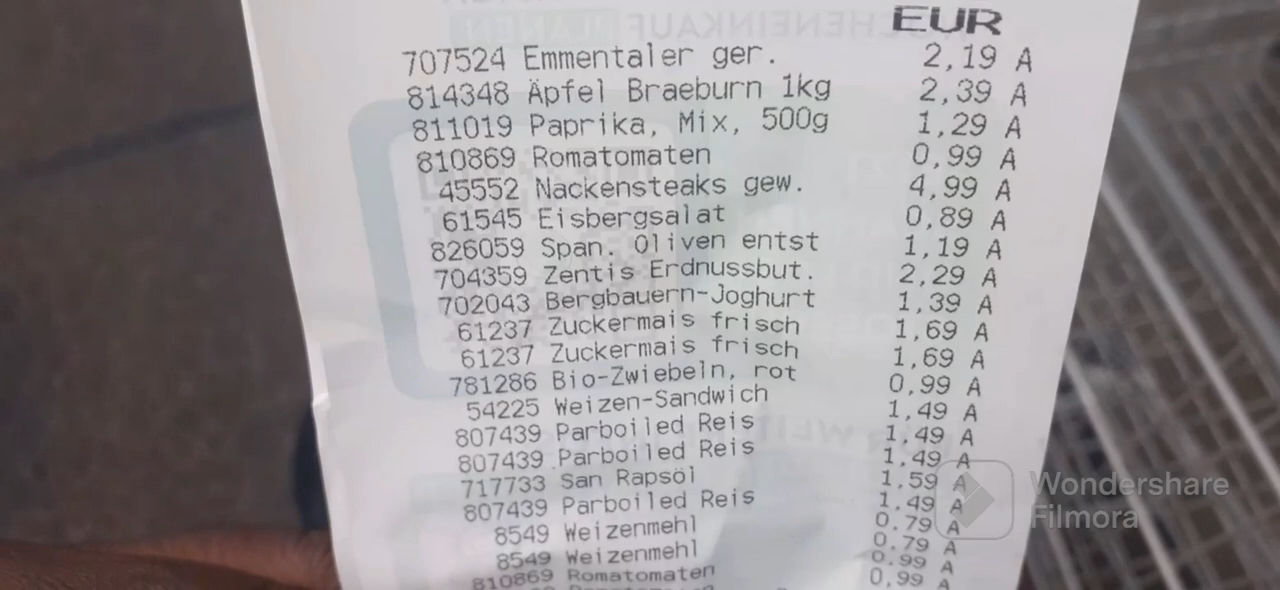 EUR
707524 Emmentaler ger. 2,19 A
814348 Äpfel Braeburn 1kg 2,39 A
811019 Paprika, Mix, 500g 1,29 A
810869 Romatomaten 0,99 A
45552 Nackensteaks gew. 4,99 A
61545 Eisbergsalat 0,89 A
826059 Span. Oliven entst 1,19 A
704359 Zentis Erdnussbut. 2,29 A
702043 Bergbauern-Joghurt 1,39 A
61237 Zuckermais frisch 1,69 A
61237 Zuckermais frisch 1,69 A
781286 Bio-Zwiebeln, rot 0,99 A
54225 Weizen-Sandwich 1,49 A
807439 Parboiled Reis 1,49 A
807439 Parboiled Reis 1,49 A
717733 San Rapsöl 1,59 A
807439 Parboiled Reis 1,49 A
8549 Weizenmehl 0,79 A
8549 Weizenmehl 0,79 A
810869 Romatomaten 0,99 A
0,99 A
Wondershare
Filmora